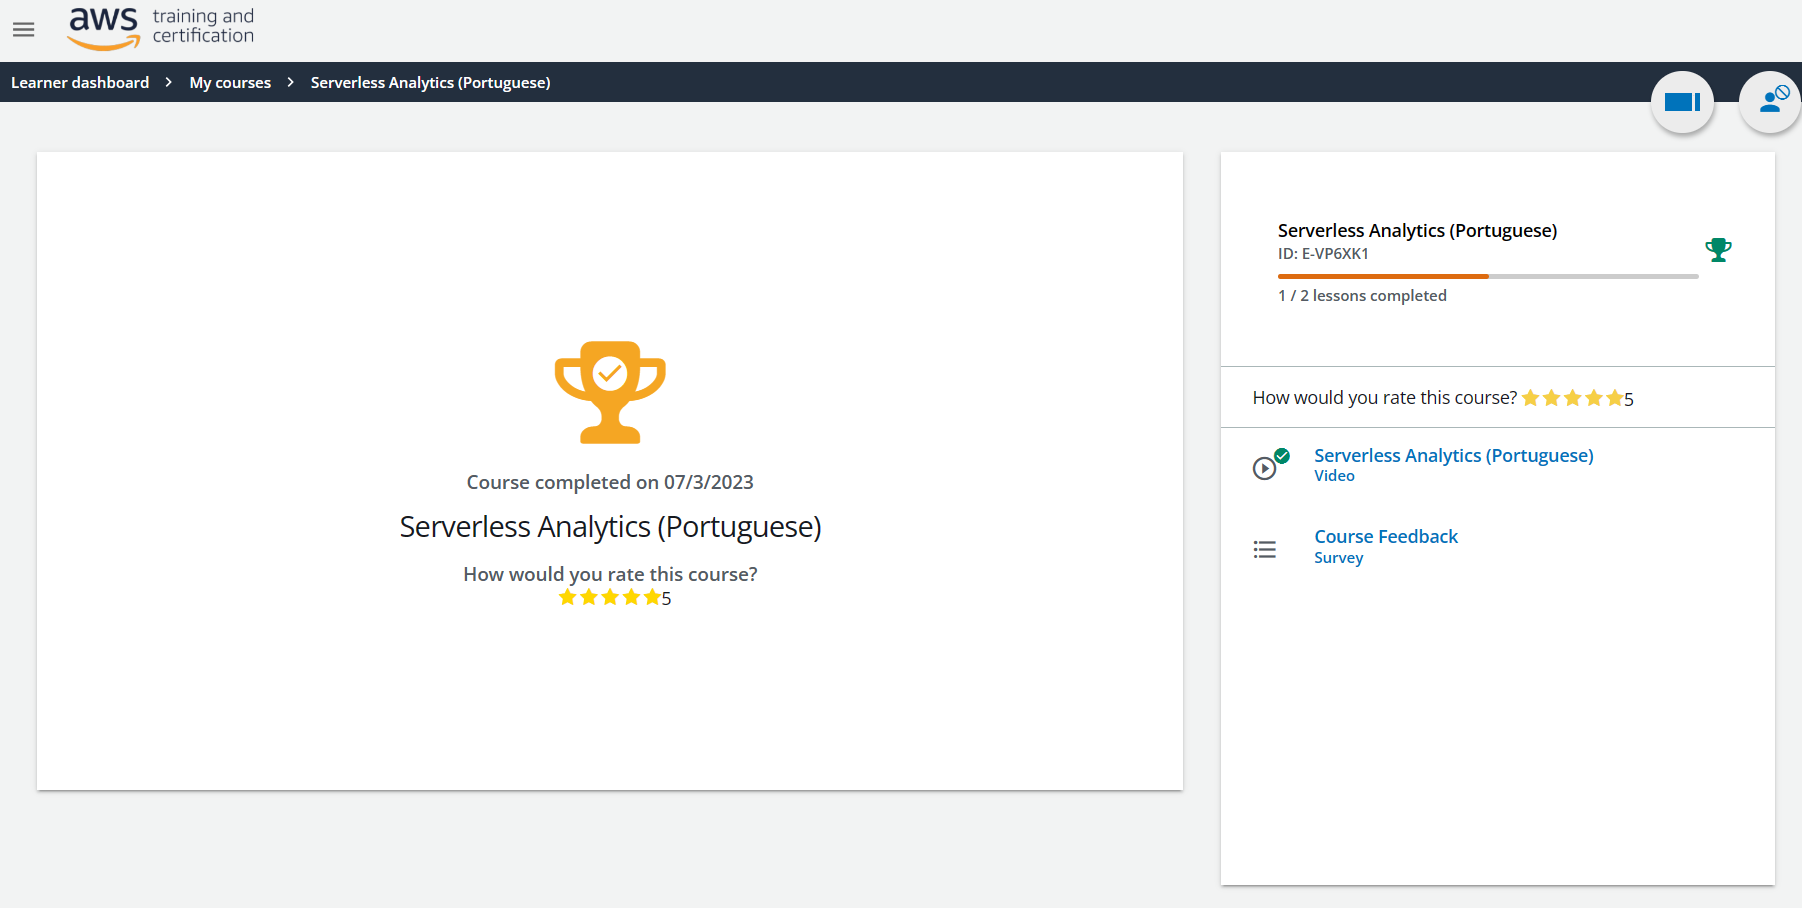 aws training and
certification
Learner dashboard > My courses > Serverless Analytics (Portuguese)
Course completed on 07/3/2023
Serverless Analytics (Portuguese)
How would you rate this course?
5
Serverless Analytics (Portuguese)
ID: E-VP6XK1
1 / 2 lessons completed
How would you rate this course? 5
Serverless Analytics (Portuguese)
Video
Course Feedback
Survey